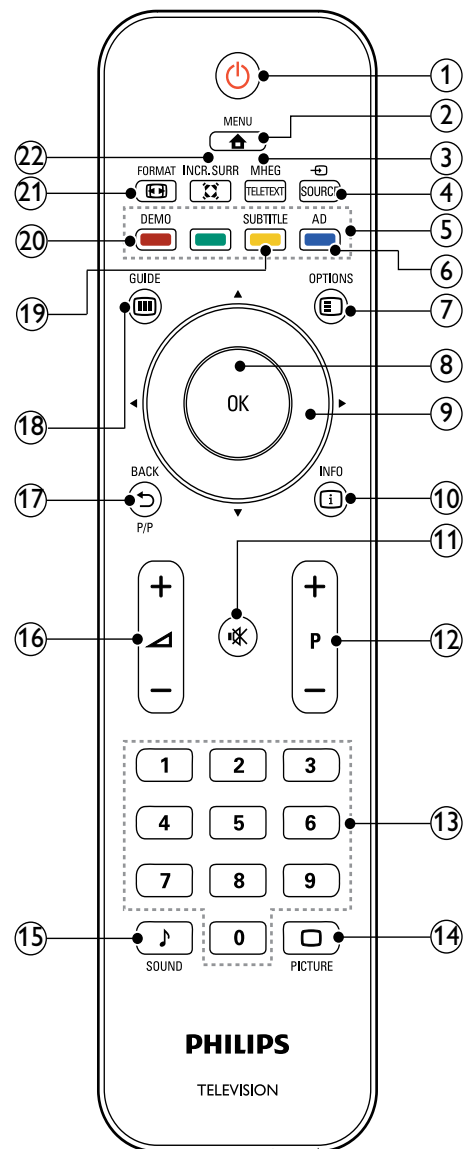 1
MENU
2
22
3
FORMAT INCR.SURR MHEG
21
TELETEXT
SOURCE
4
DEMO SUBTITLE AD
5
20
6
19
GUIDE OPTIONS
7
8
OK
9
18
BACK INFO
17
10
P/P
11
+ +
16
P
12
− −
1 2 3
4 5 6
13
7 8 9
15
0
14
SOUND PICTURE
PHILIPS
TELEVISION